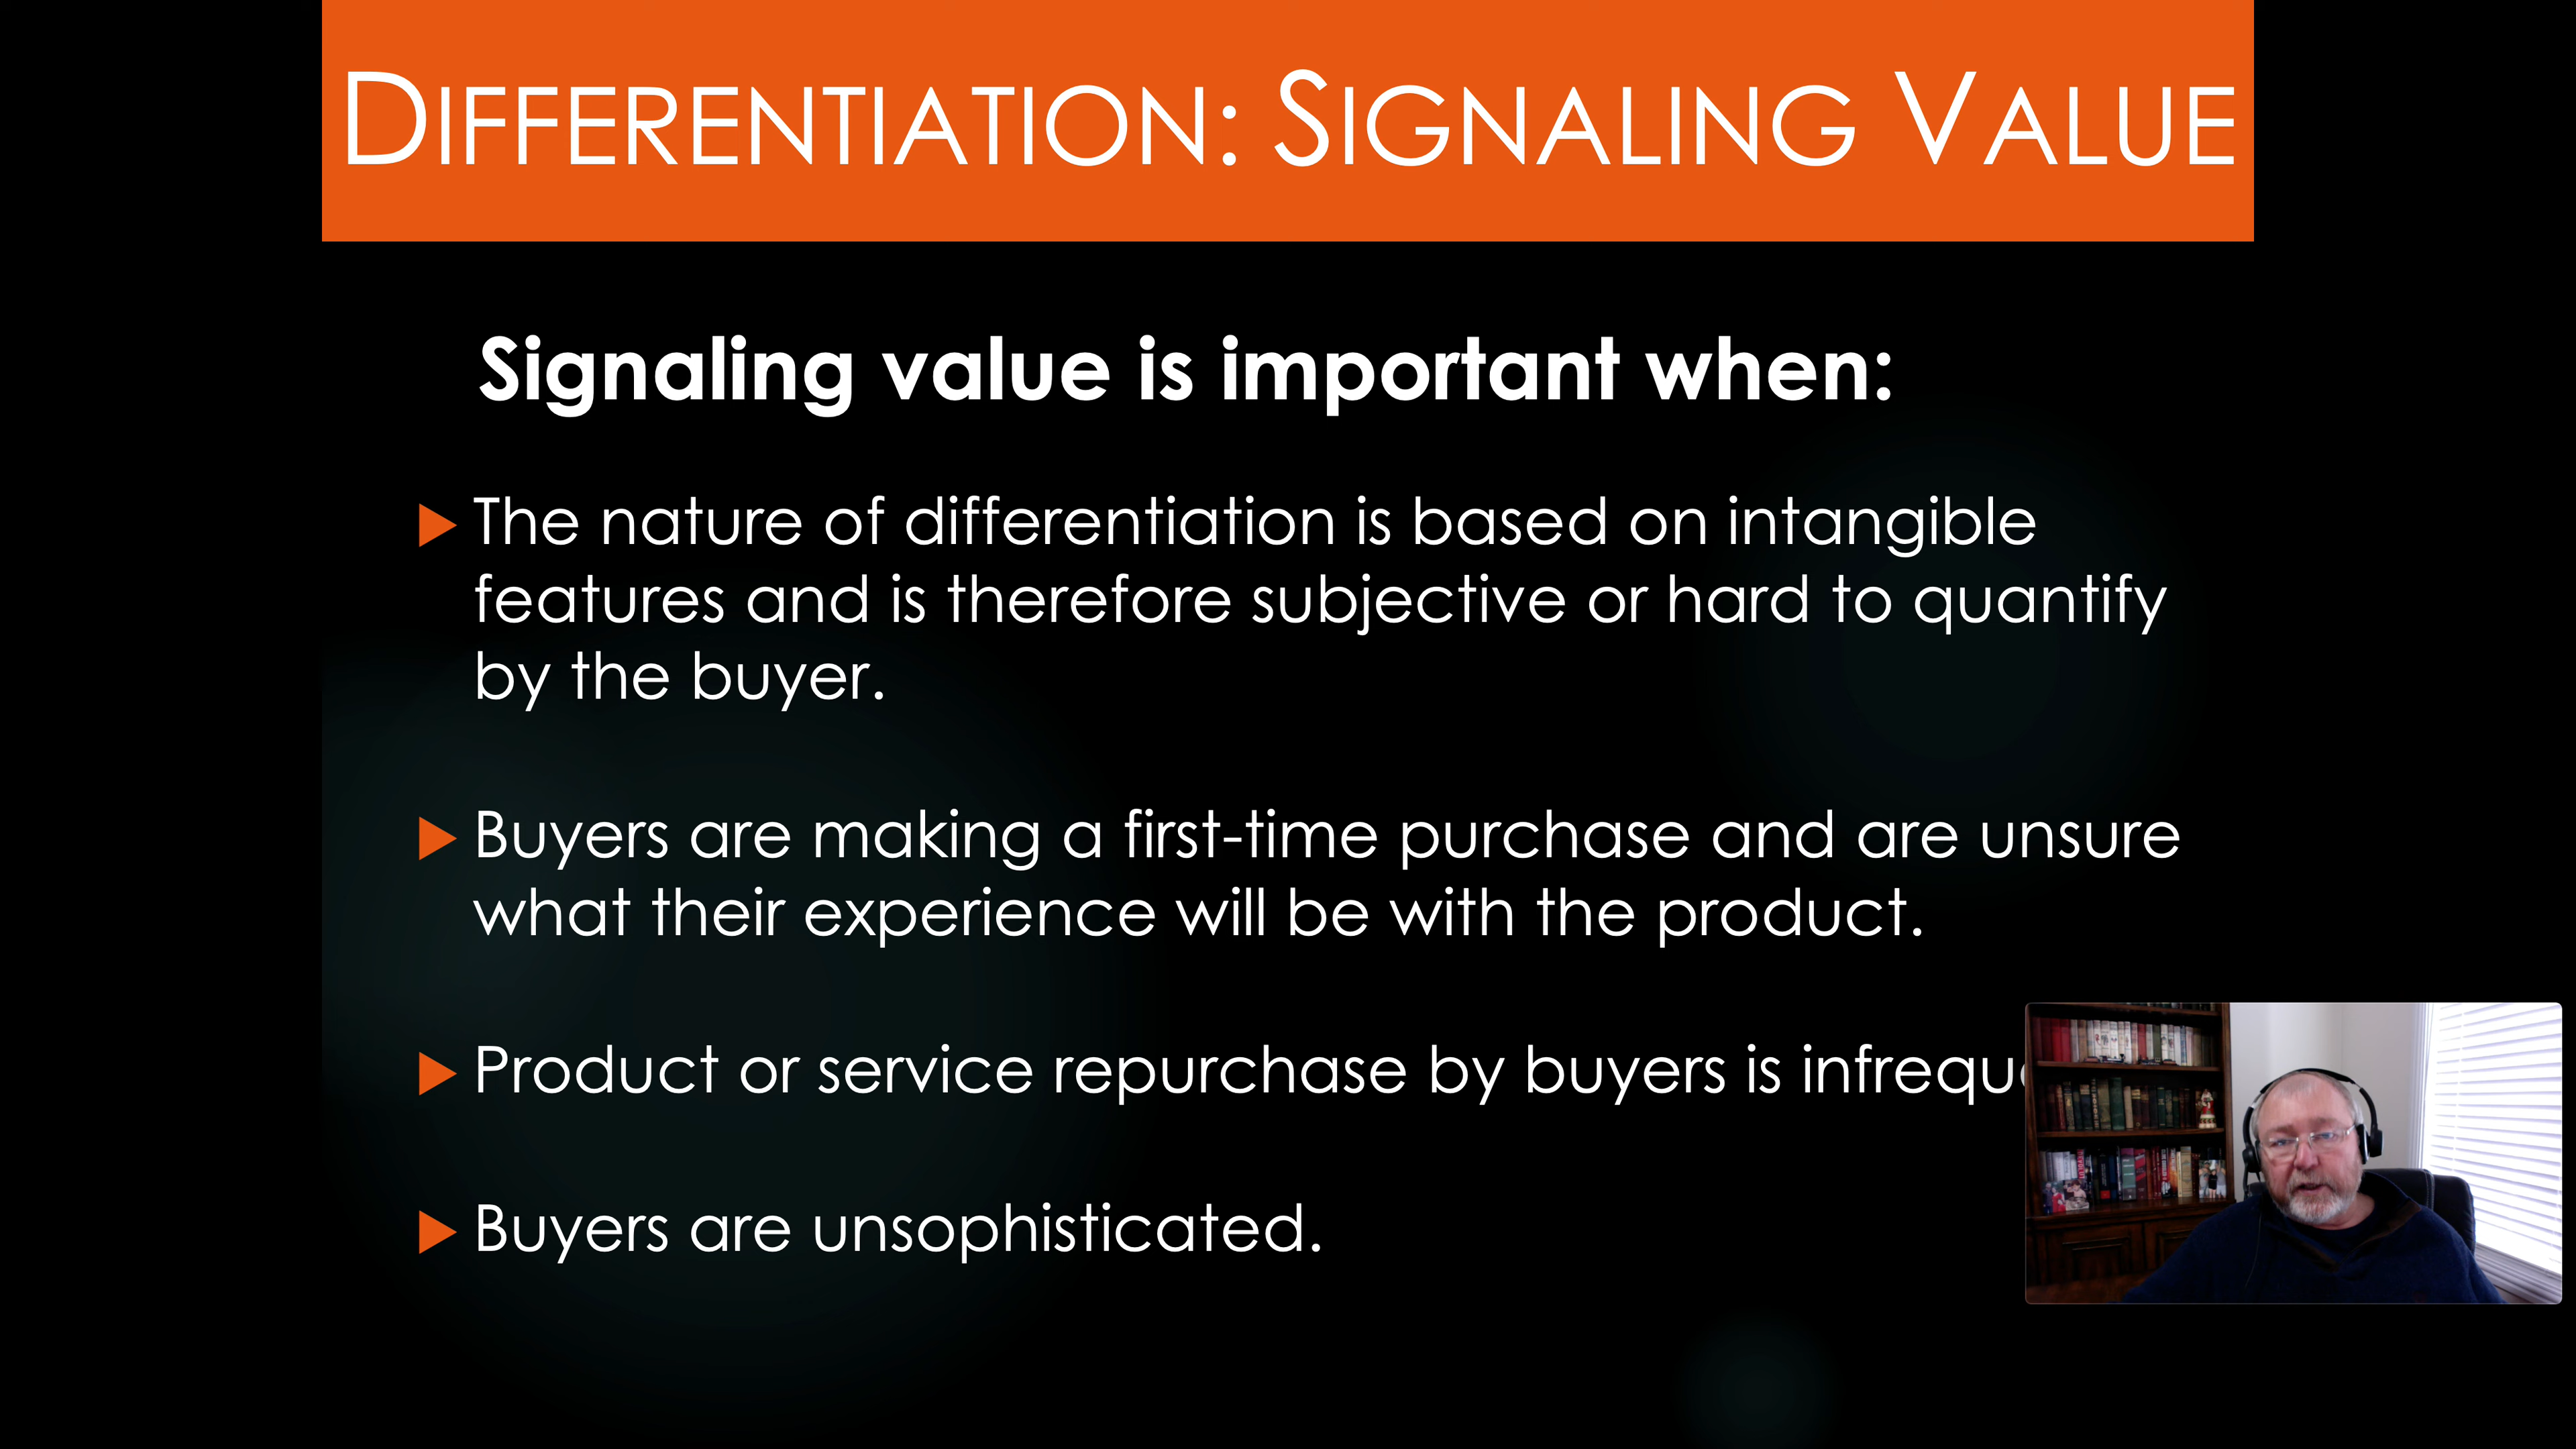 DIFFERENTIATION: SIGNALING VALUE
Signaling value is important when:
The nature of differentiation is based on intangible
features and is therefore subjective or hard to quantify
by the buyer.
Buyers are making a first-time purchase and are unsure
what their experience will be with the product.
Product or service repurchase by buyers is
Buyers are unsophisticated.